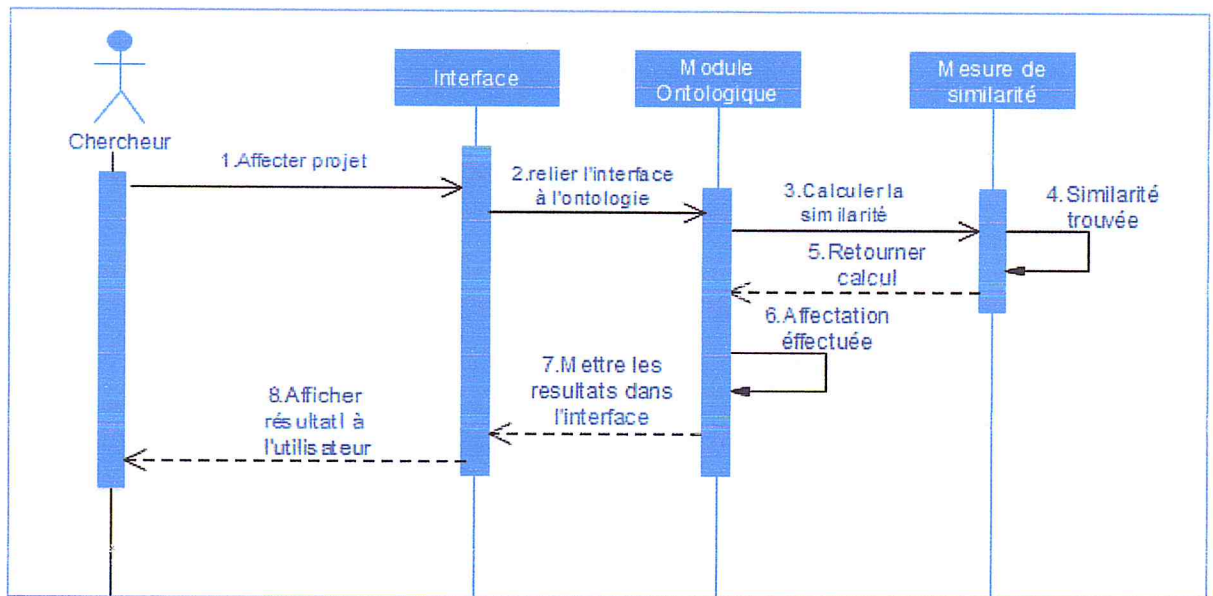 Interface
Module
Ontologique
Mesure de
similarité
Chercheur
1.Affecter projet
2.relier l'interface
à l'ontologie
3.Calculer la
similarité
4.Similarité
trouvée
5.Retourner
calcul
6.Affectation
éffectuée
7.Mettre les
resultats dans
l'interface
8.Afficher
résultatl à
l'utilisateur